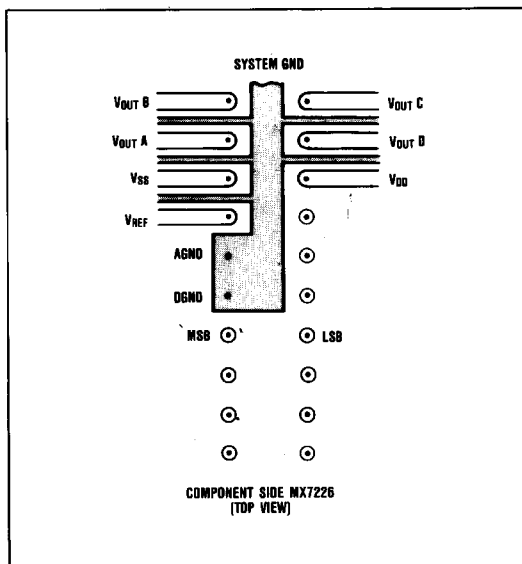 SYSTEM GND
VOUT B
VOUT C
VOUT A
VOUT D
VSS
VDD
VREF
AGND
DGND
MSB
LSB
COMPONENT SIDE MX7226
(TOP VIEW)